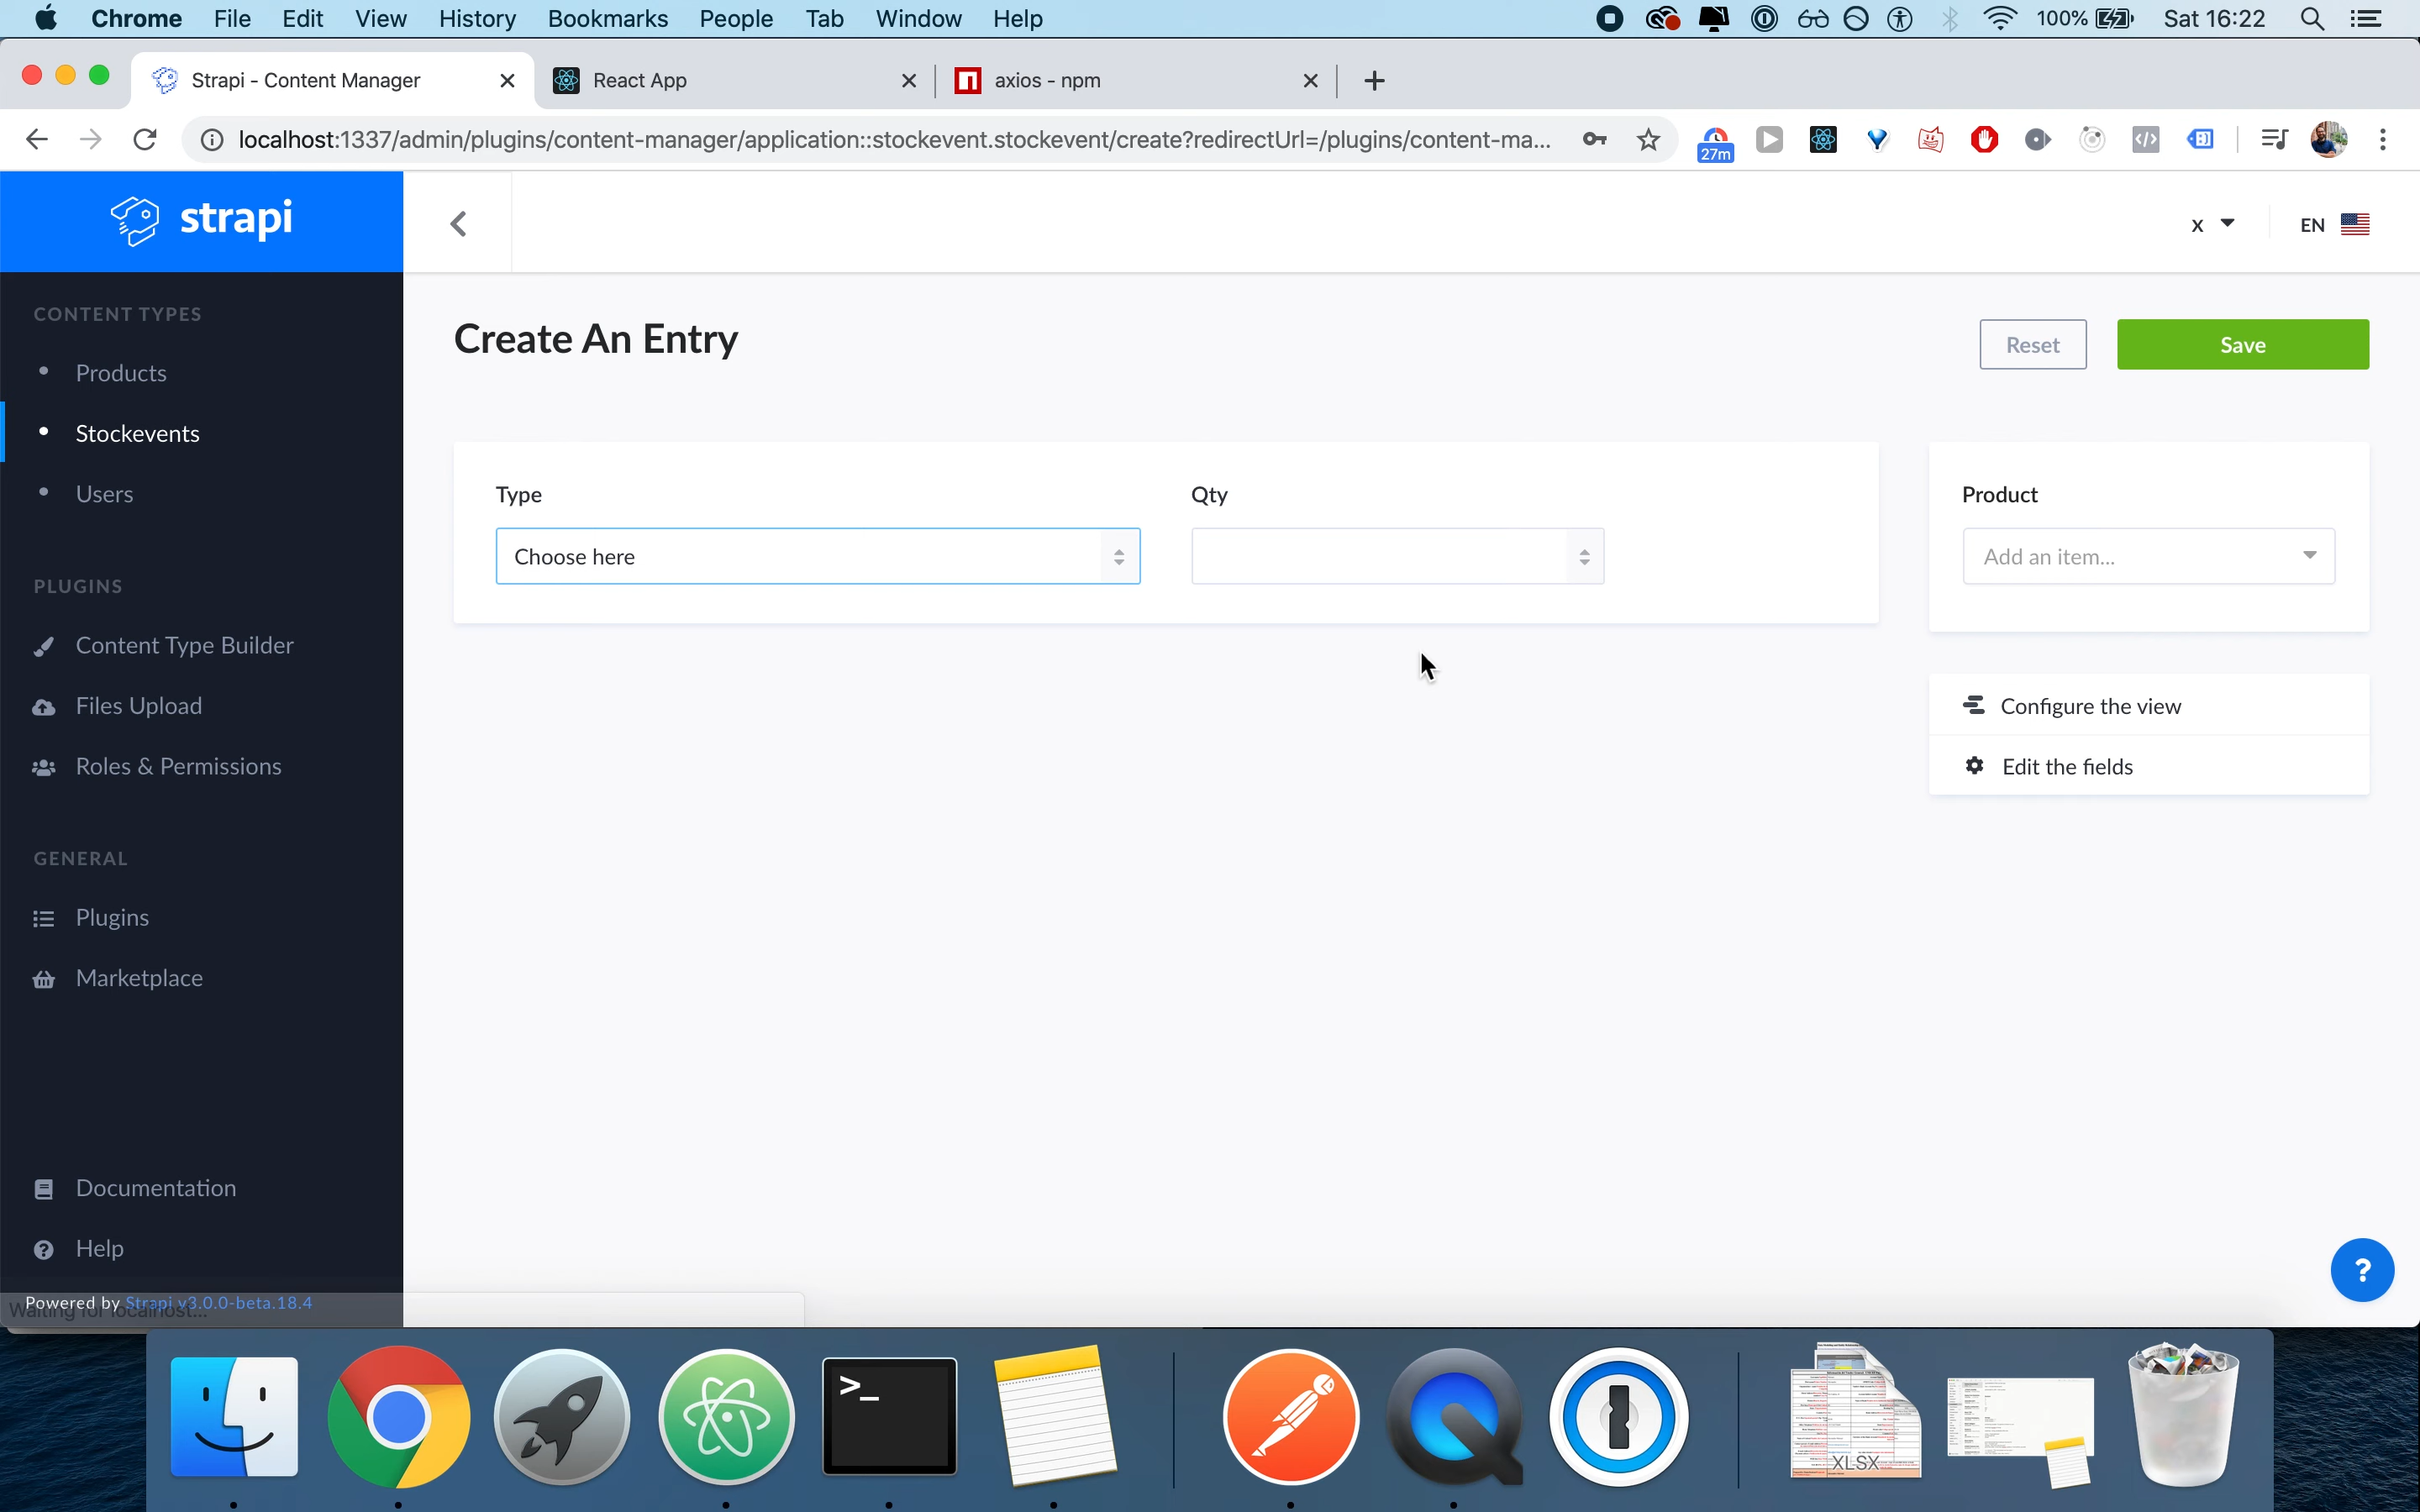 Chrome File Edit View History Bookmarks People Tab Window Help 100% Sat 16:22
Strapi - Content Manager React App axios - npm
localhost:1337/admin/plugins/content-manager/application::stockevent.stockevent/create?redirectUrl=/plugins/content-ma... 27m
strapi
x EN
CONTENT TYPES
Products
Stockevents
Users
PLUGINS
Content Type Builder
Files Upload
Roles & Permissions
GENERAL
Plugins
Marketplace
Documentation
Help
Powered by Strapi v3.0.0-beta.18.4
Waiting for localhost...
Create An Entry
Reset
Save
Type
Choose here
Qty
Product
Add an item...
Configure the view
Edit the fields
?
>_
XLSX